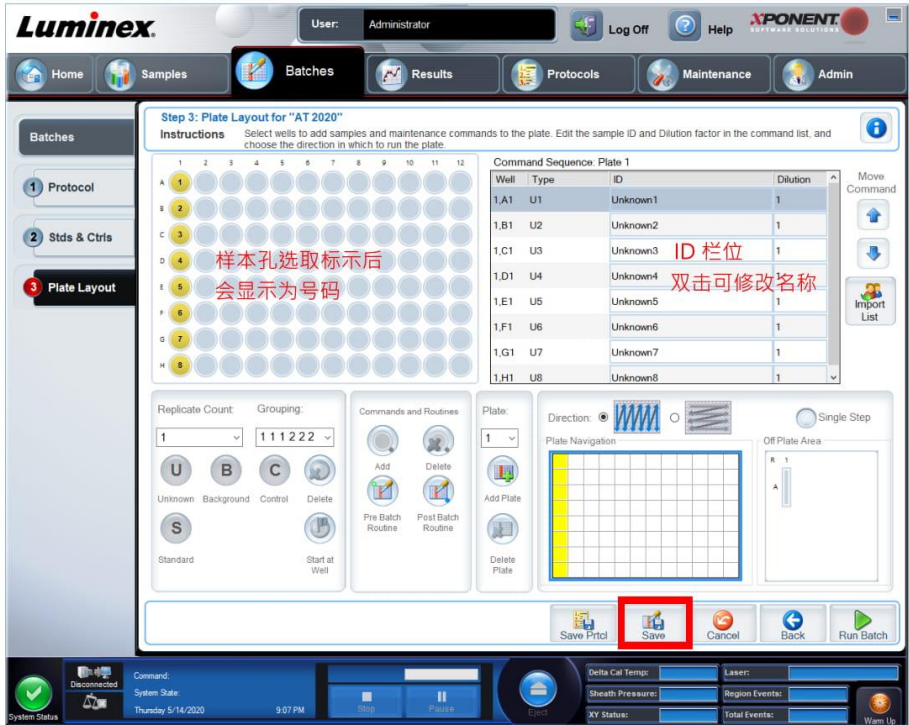 Luminex.
User:
Administrator
Log Off
Help
XPONENT.
SOFTWARE SOLUTIONS
Home
Samples
Batches
Results
Protocols
Maintenance
Admin
Batches
1 Protocol
2 Stds & Ctrls
3 Plate Layout
Step 3: Plate Layout for "AT 2020"
Instructions Select wells to add samples and maintenance commands to the plate. Edit the sample ID and Dilution factor in the command list, and
choose the direction in which to run the plate.
1 2 3 4 5 6 7 8 9 10 11 12
A 1
B 2
C 3
D 4
E 5
F 6
G 7
H 8
样本孔选取标示后
会显示为号码
Command Sequence: Plate 1
Well Type ID Dilution
1,A1 U1 Unknown1 1
1,B1 U2 Unknown2 1
1,C1 U3 Unknown3 1
1,D1 U4 Unknown4 1
1,E1 U5 Unknown5 1
1,F1 U6 Unknown6 1
1,G1 U7 Unknown7 1
1,H1 U8 Unknown8 1
ID 栏位
双击可修改名称
Move
Command
Import
List
Replicate Count:
1
Grouping:
1 1 1 2 2 2
U
B
C
Unknown
Background
Control
Delete
S
Standard
Start at
Well
Commands and Routines
Add
Delete
Pre Batch
Routine
Post Batch
Routine
Plate:
1
Add Plate
Delete
Plate
Direction:
Single Step
Plate Navigation
Off Plate Area
R 1
A
Save Prtcl
Save
Cancel
Back
Run Batch
System Status
Disconnected
Command:
System State:
Thursday 5/14/2020 9:07 PM
Stop
Pause
Eject
Delta Cal Temp:
Sheath Pressure:
XY Status:
Laser:
Region Events:
Total Events:
Warm Up